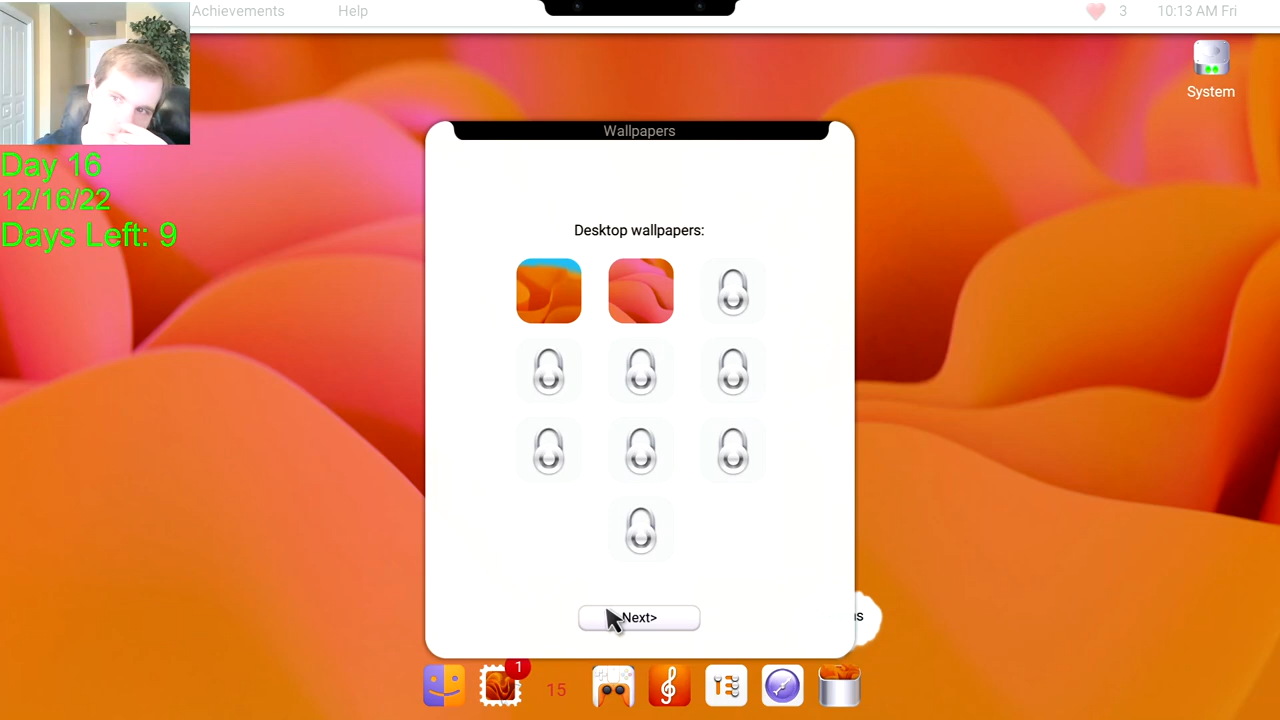 Achievements Help 3 10:13 AM Fri
System
Wallpapers
Day 16
12/16/22
Days Left: 9
Desktop wallpapers:
Next>
1
15